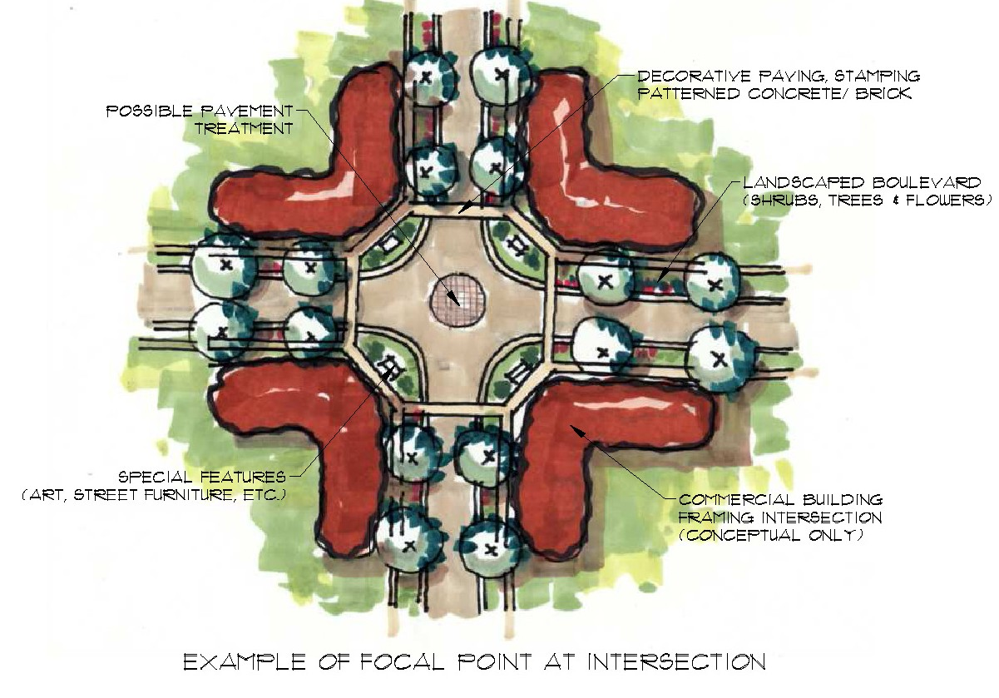 DECORATIVE PAVING, STAMPING
PATTERNED CONCRETE/ BRICK
POSSIBLE PAVEMENT
TREATMENT
LANDSCAPED BOULEVARD
(SHRUBS, TREES & FLOWERS)
SPECIAL FEATURES
(ART, STREET FURNITURE, ETC.)
COMMERCIAL BUILDING
FRAMING INTERSECTION
(CONCEPTUAL ONLY)
EXAMPLE OF FOCAL POINT AT INTERSECTION